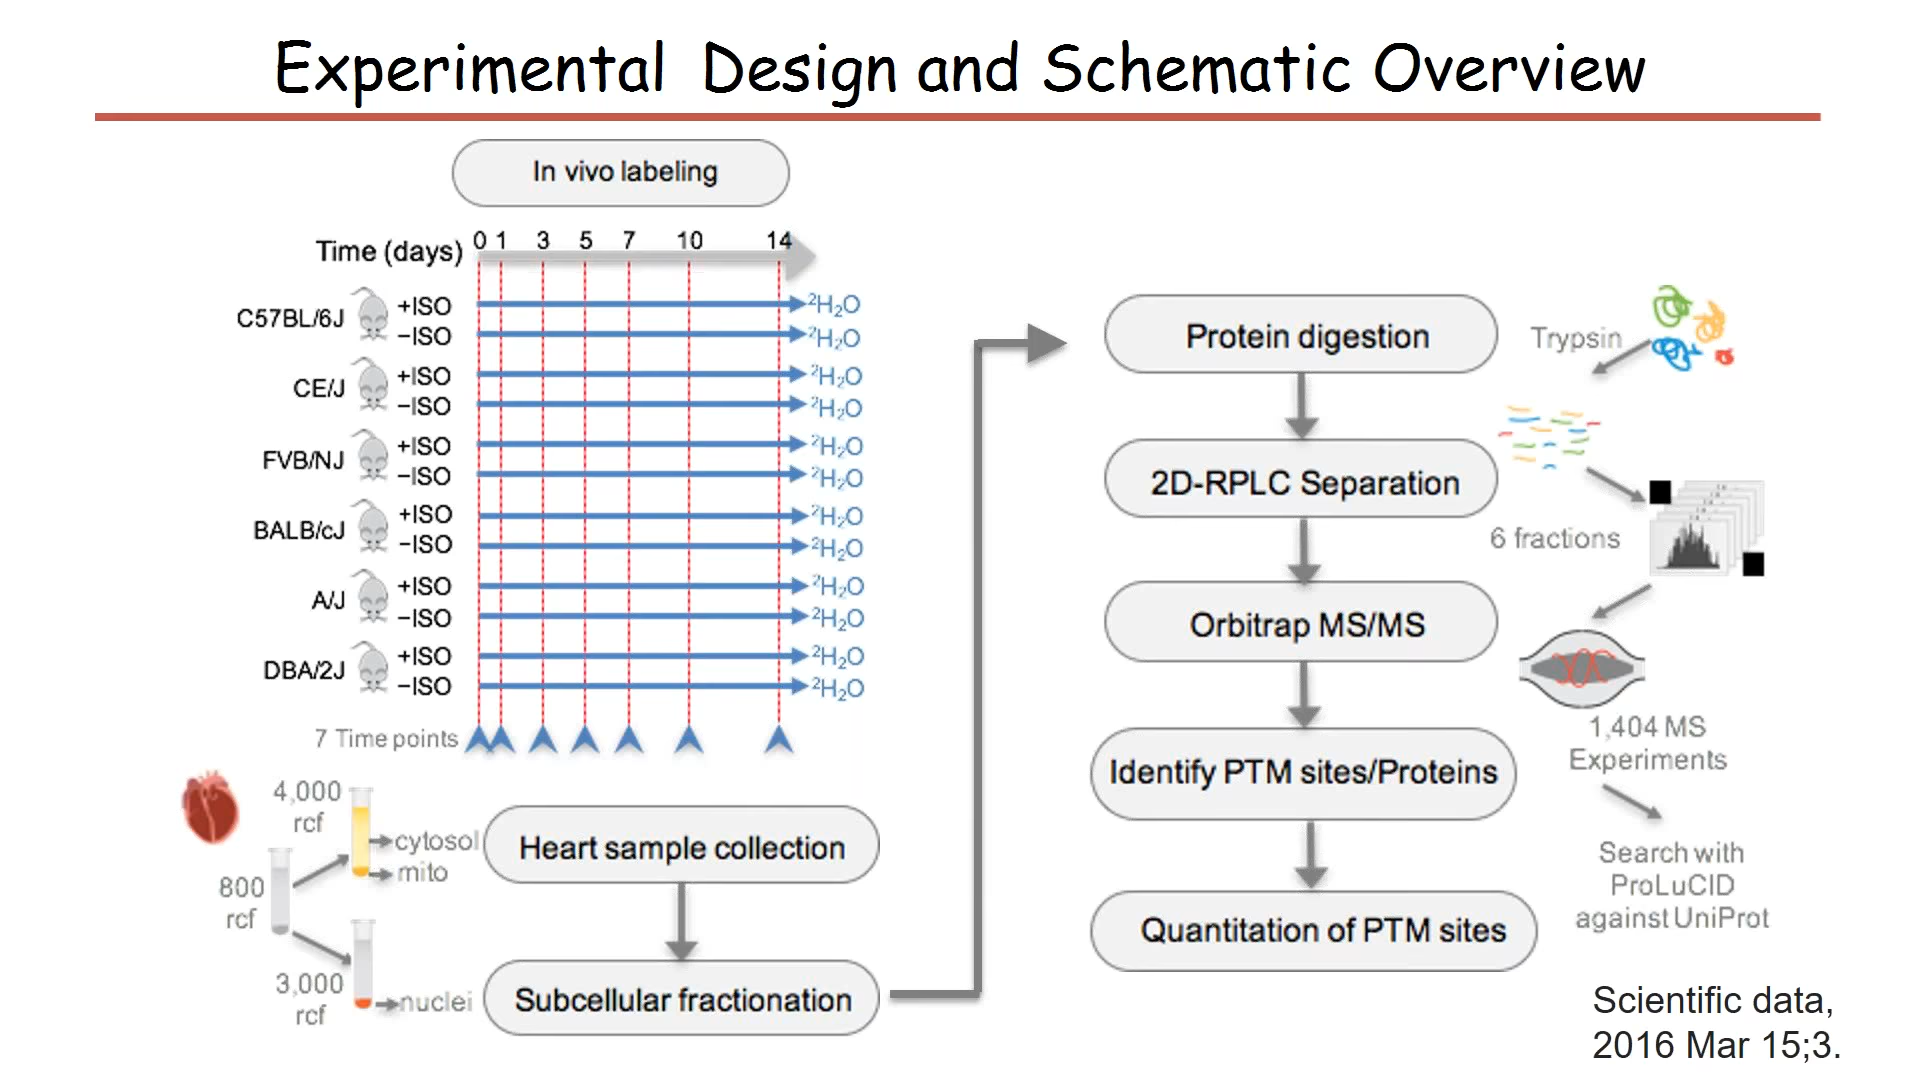 Experimental Design and Schematic Overview
In vivo labeling
Time (days) 0 1 3 5 7 10 14
C57BL/6J +ISO ²H₂O
−ISO ²H₂O
CE/J +ISO ²H₂O
−ISO ²H₂O
FVB/NJ +ISO ²H₂O
−ISO ²H₂O
BALB/cJ +ISO ²H₂O
−ISO ²H₂O
A/J +ISO ²H₂O
−ISO ²H₂O
DBA/2J +ISO ²H₂O
−ISO ²H₂O
7 Time points
4,000
rcf
cytosol
mito
800
rcf
3,000
rcf
nuclei
Heart sample collection
Subcellular fractionation
Protein digestion
2D-RPLC Separation
Orbitrap MS/MS
Identify PTM sites/Proteins
Quantitation of PTM sites
Trypsin
6 fractions
1,404 MS
Experiments
Search with
ProLuCID
against UniProt
Scientific data,
2016 Mar 15;3.